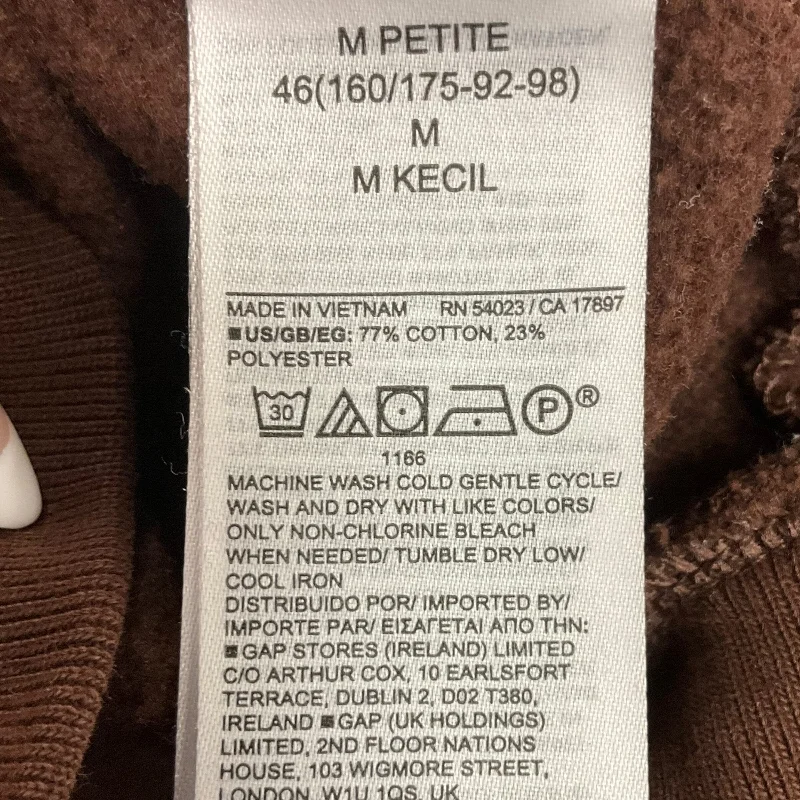 M PETITE
46(160/175-92-98)
M
M KECIL
MADE IN VIETNAM RN 54023 / CA 17897
■US/GB/EG: 77% COTTON, 23%
POLYESTER
30 P ®
1166
MACHINE WASH COLD GENTLE CYCLE/
WASH AND DRY WITH LIKE COLORS/
ONLY NON-CHLORINE BLEACH
WHEN NEEDED/ TUMBLE DRY LOW/
COOL IRON
DISTRIBUIDO POR/ IMPORTED BY/
IMPORTE PAR/ ΕΙΣΑΓΕΤΑΙ ΑΠΟ ΤΗΝ:
■GAP STORES (IRELAND) LIMITED
C/O ARTHUR COX, 10 EARLSFORT
TERRACE, DUBLIN 2, D02 T380,
IRELAND ■GAP (UK HOLDINGS)
LIMITED, 2ND FLOOR NATIONS
HOUSE, 103 WIGMORE STREET,
LONDON, W1U 1QS, UK